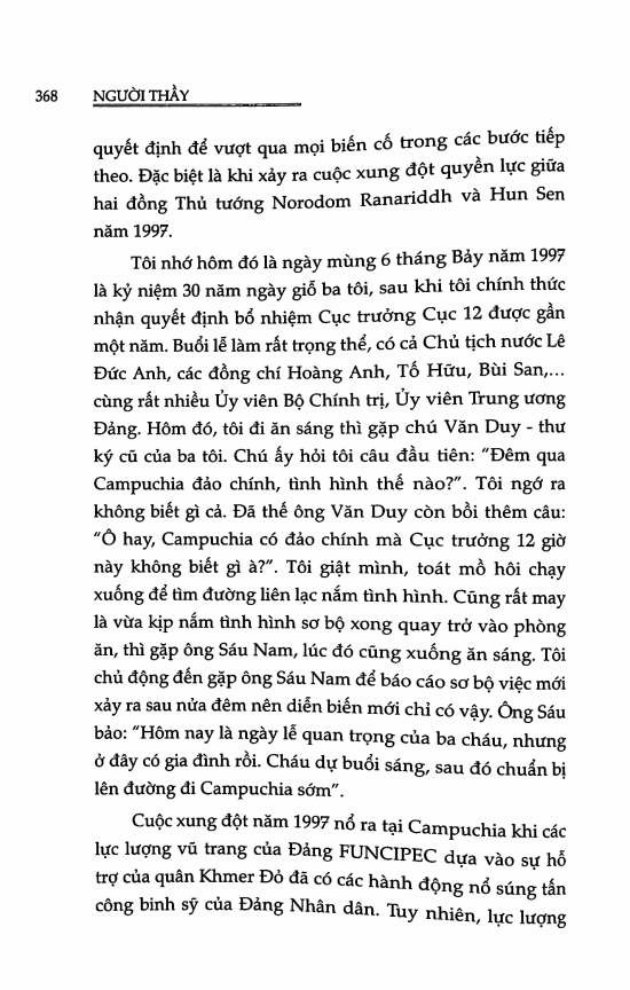 368 NGƯỜI THẦY
quyết định để vượt qua mọi biến cố trong các bước tiếp
theo. Đặc biệt là khi xảy ra cuộc xung đột quyền lực giữa
hai đồng Thủ tướng Norodom Ranariddh và Hun Sen
năm 1997.
Tôi nhớ hôm đó là ngày mùng 6 tháng Bảy năm 1997
là kỷ niệm 30 năm ngày giỗ ba tôi, sau khi tôi chính thức
nhận quyết định bổ nhiệm Cục trưởng Cục 12 được gần
một năm. Buổi lễ làm rất trọng thể, có cả Chủ tịch nước Lê
Đức Anh, các đồng chí Hoàng Anh, Tố Hữu, Bùi San,...
cùng rất nhiều Ủy viên Bộ Chính trị, Ủy viên Trung ương
Đảng. Hôm đó, tôi đi ăn sáng thì gặp chú Văn Duy - thư
ký cũ của ba tôi. Chú ấy hỏi tôi câu đầu tiên: "Đêm qua
Campuchia đảo chính, tình hình thế nào?". Tôi ngớ ra
không biết gì cả. Đã thế ông Văn Duy còn bồi thêm câu:
"Ô hay, Campuchia có đảo chính mà Cục trưởng 12 giờ
này không biết gì à?". Tôi giật mình, toát mồ hôi chạy
xuống để tìm đường liên lạc nắm tình hình. Cũng rất may
là vừa kịp nắm tình hình sơ bộ xong quay trở vào phòng
ăn, thì gặp ông Sáu Nam, lúc đó cũng xuống ăn sáng. Tôi
chủ động đến gặp ông Sáu Nam để báo cáo sơ bộ việc mới
xảy ra sau nửa đêm nên diễn biến mới chỉ có vậy. Ông Sáu
bảo: "Hôm nay là ngày lễ quan trọng của ba cháu, nhưng
ở đây có gia đình rồi. Cháu dự buổi sáng, sau đó chuẩn bị
lên đường đi Campuchia sớm".
Cuộc xung đột năm 1997 nổ ra tại Campuchia khi các
lực lượng vũ trang của Đảng FUNCIPEC dựa vào sự hỗ
trợ của quân Khmer Đỏ đã có các hành động nổ súng tấn
công binh sỹ của Đảng Nhân dân. Tuy nhiên, lực lượng